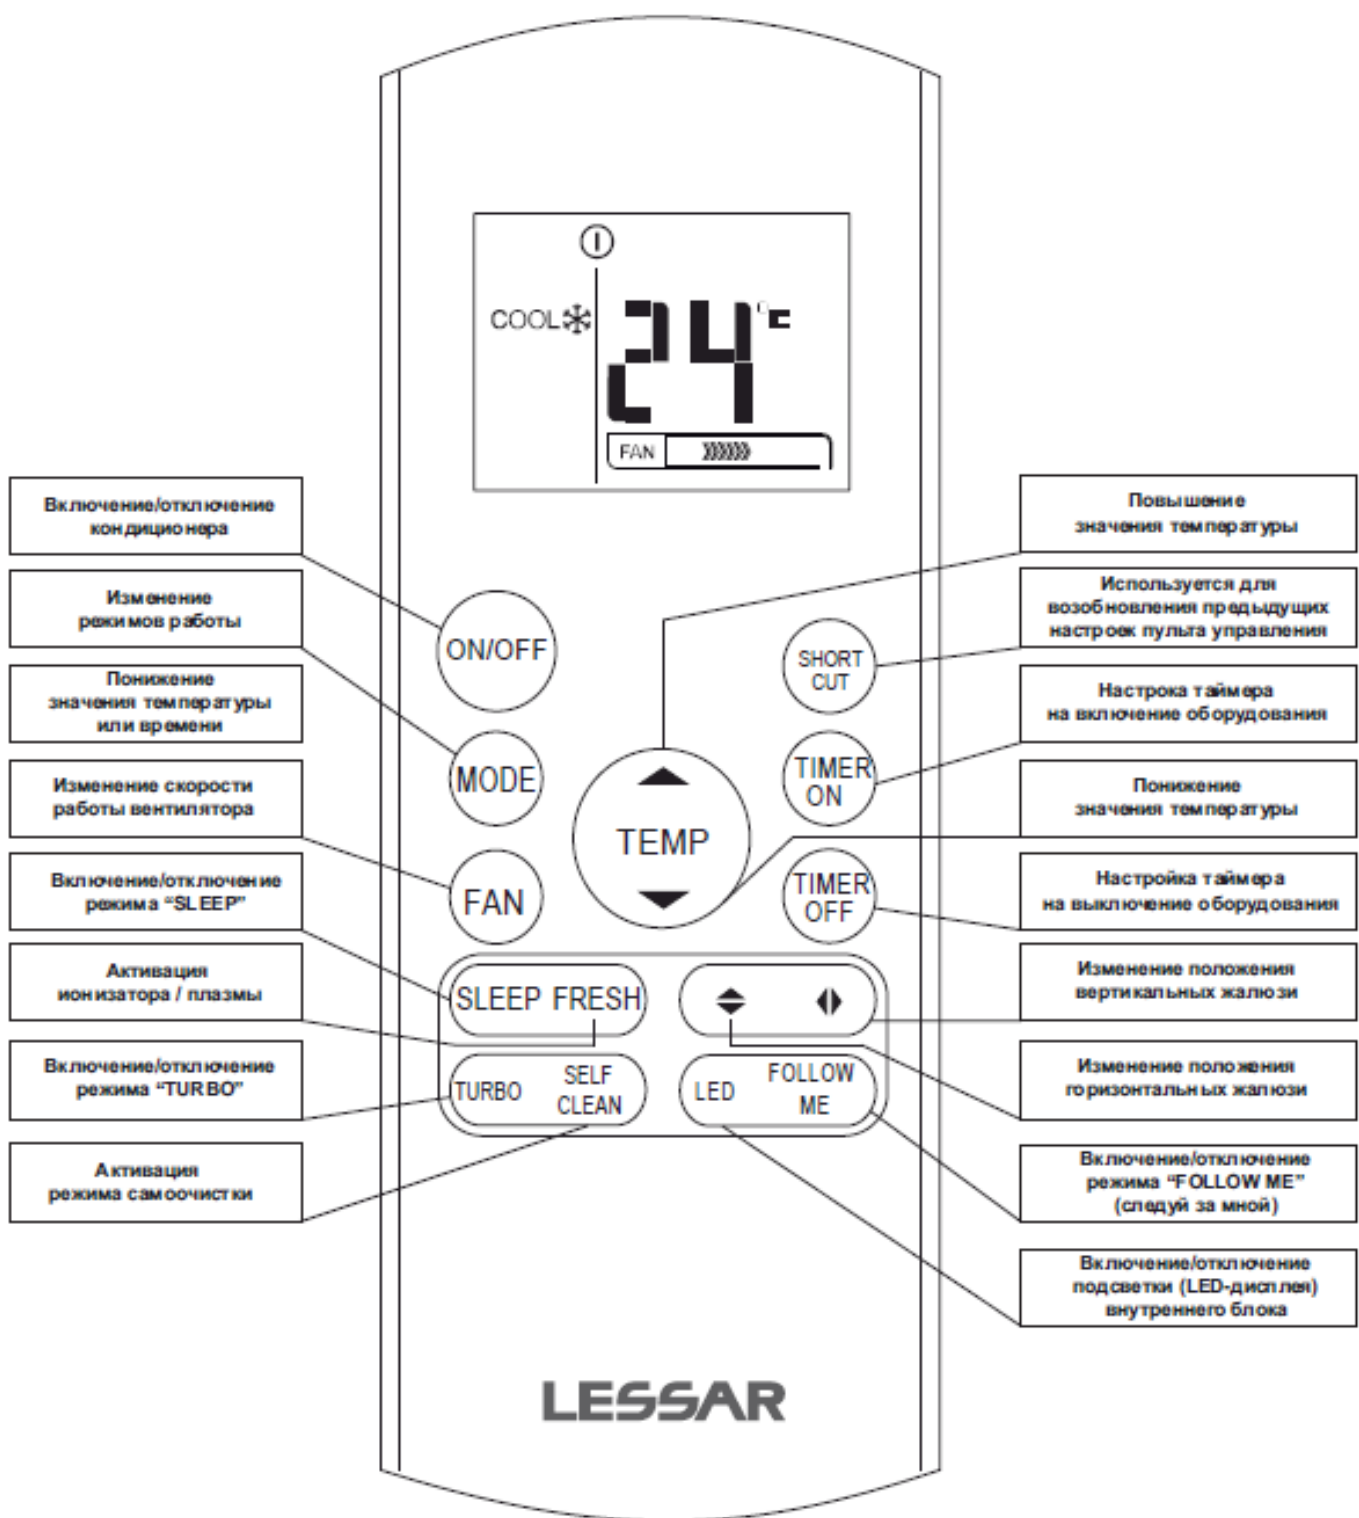 COOL
24°C
FAN
Включение/отключение
кондиционера
Изменение
режимов работы
Понижение
значения температуры
или времени
Изменение скорости
работы вентилятора
Включение/отключение
режима “SLEEP”
Активация
ионизатора / плазмы
Включение/отключение
режима “TURBO”
Активация
режима самоочистки
ON/OFF
MODE
FAN
TEMP
SHORT
CUT
TIMER
ON
TIMER
OFF
SLEEP FRESH
TURBO
SELF
CLEAN
LED
FOLLOW
ME
Повышение
значения температуры
Используется для
возобновления предыдущих
настроек пульта управления
Настрока таймера
на включение оборудования
Понижение
значения температуры
Настройка таймера
на выключение оборудования
Изменение положения
вертикальных жалюзи
Изменение положения
горизонтальных жалюзи
Включение/отключение
режима “FOLLOW ME”
(следуй за мной)
Включение/отключение
подсветки (LED-дисплея)
внутреннего блока
LESSAR